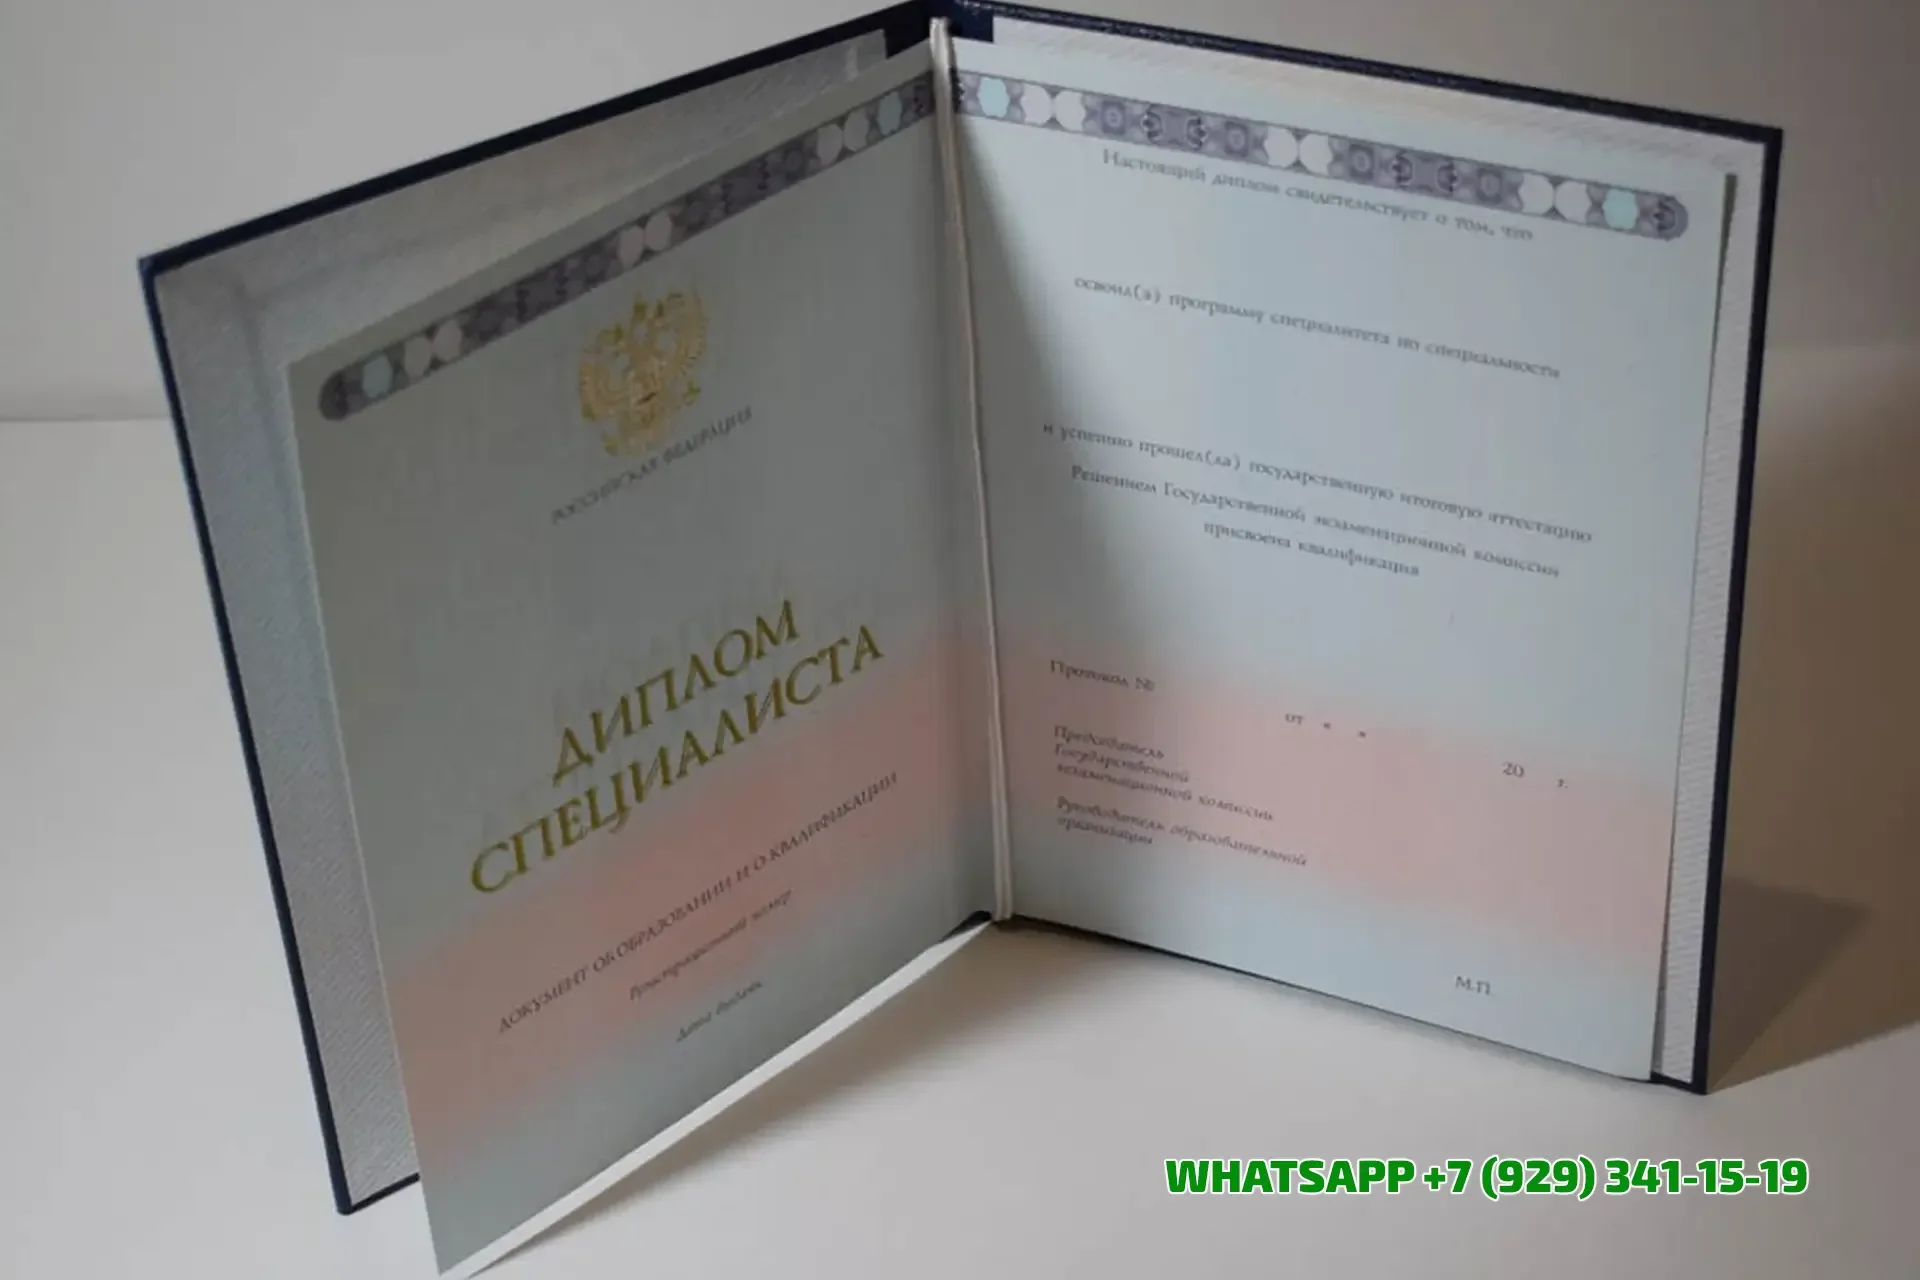 РОССИЙСКАЯ ФЕДЕРАЦИЯ
ДИПЛОМ
СПЕЦИАЛИСТА
ДОКУМЕНТ ОБ ОБРАЗОВАНИИ И О КВАЛИФИКАЦИИ
Регистрационный номер
Дата выдачи
Настоящий диплом свидетельствует о том, что
освоил(а) программу специалитета по специальности
и успешно прошел(ла) государственную итоговую аттестацию
Решением Государственной экзаменационной комиссии
присвоена квалификация
Протокол №
от « »
20 г.
Председатель
Государственной
экзаменационной комиссии
Руководитель образовательной
организации
М.П.
WHATSAPP +7 (929) 341-15-19